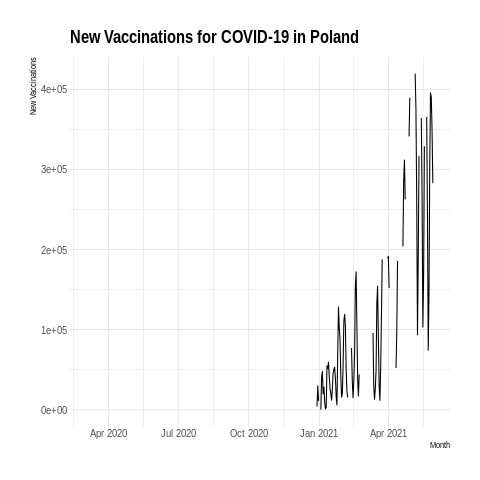 New Vaccinations for COVID-19 in Poland
New Vaccinations
4e+05
3e+05
2e+05
1e+05
0e+00
Apr 2020 Jul 2020 Oct 2020 Jan 2021 Apr 2021
Month